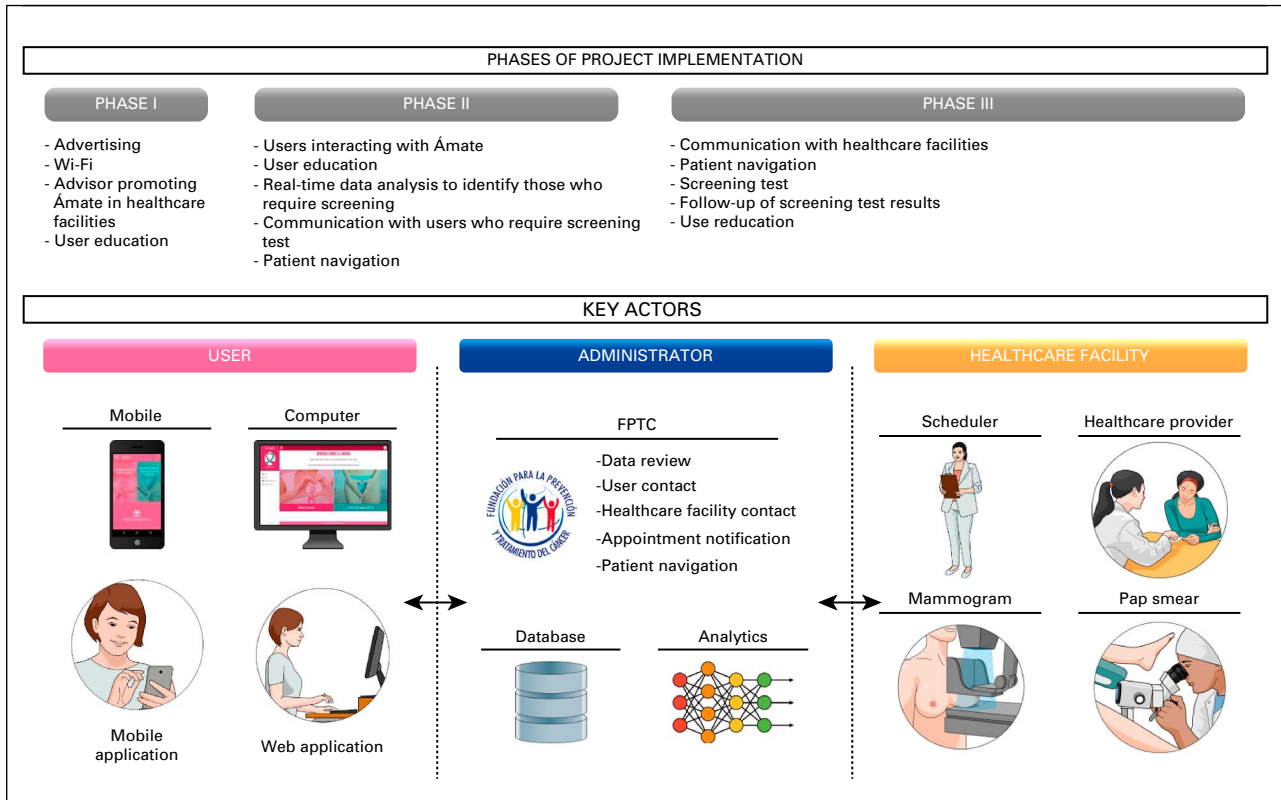 PHASES OF PROJECT IMPLEMENTATION
PHASE I
- Advertising
- Wi-Fi
- Advisor promoting
Ámate in healthcare
facilities
- User education
PHASE II
- Users interacting with Ámate
- User education
- Real-time data analysis to identify those who
require screening
- Communication with users who require screening
test
- Patient navigation
PHASE III
- Communication with healthcare facilities
- Patient navigation
- Screening test
- Follow-up of screening test results
- Use reducation
KEY ACTORS
USER
Mobile
Computer
Mobile
application
Web application
ADMINISTRATOR
FPTC
FUNDACIÓN PARA LA PREVENCIÓN
Y TRATAMIENTO DEL CÁNCER
-Data review
-User contact
-Healthcare facility contact
-Appointment notification
-Patient navigation
Database
Analytics
HEALTHCARE FACILITY
Scheduler
Healthcare provider
Mammogram
Pap smear